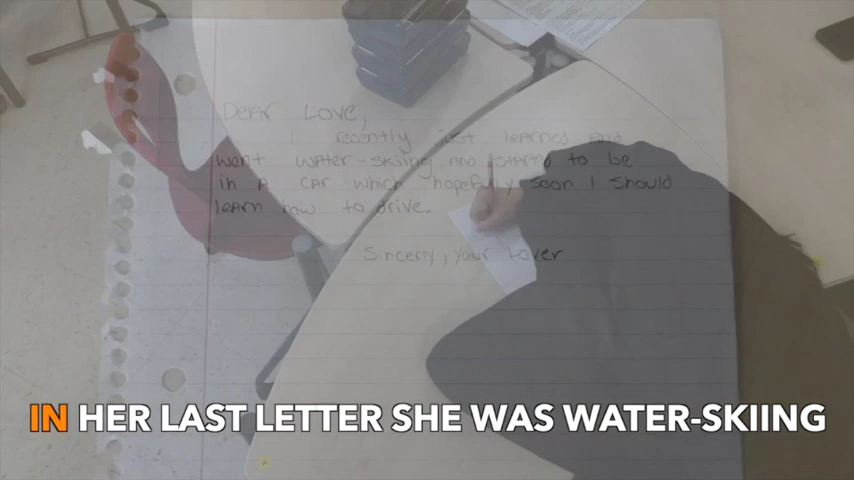 Dear Love,
I recently just learned and
went water-skiing and started to be
in a car which hopefully soon I should
learn how to drive.
Sincerly, your Lover
IN HER LAST LETTER SHE WAS WATER-SKIING